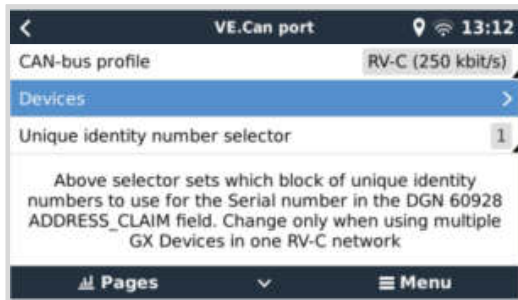 VE.Can port 13:12
CAN-bus profile RV-C (250 kbit/s)
Devices
Unique identity number selector 1
Above selector sets which block of unique identity
numbers to use for the Serial number in the DGN 60928
ADDRESS_CLAIM field. Change only when using multiple
GX Devices in one RV-C network
Pages Menu